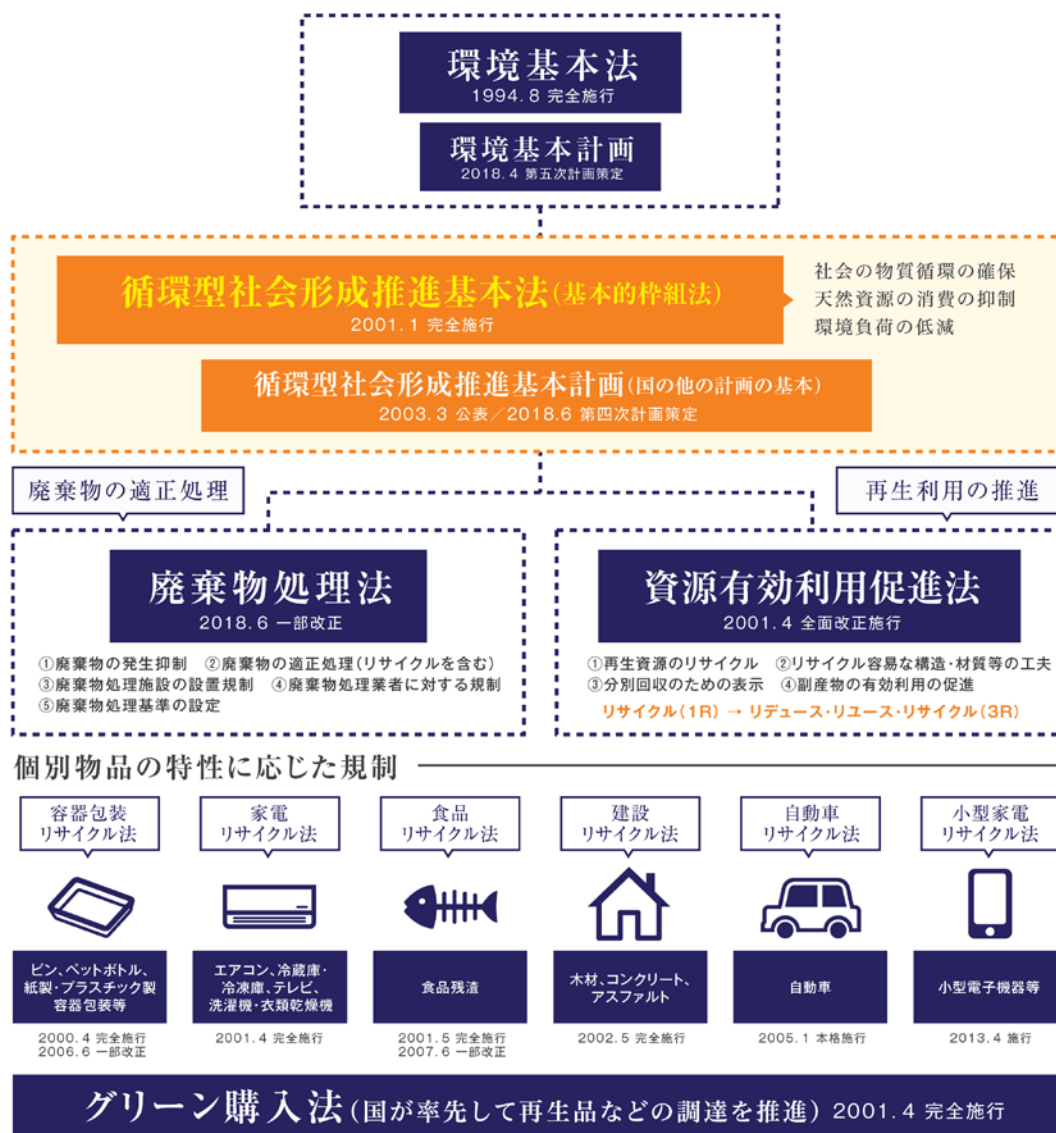 環境基本法
1994.8 完全施行
環境基本計画
2018.4 第五次計画策定
循環型社会形成推進基本法(基本的枠組法)
2001.1 完全施行
社会の物質循環の確保
天然資源の消費の抑制
環境負荷の低減
循環型社会形成推進基本計画(国の他の計画の基本)
2003.3 公表／2018.6 第四次計画策定
廃棄物の適正処理
再生利用の推進
廃棄物処理法
2018.6 一部改正
①廃棄物の発生抑制 ②廃棄物の適正処理(リサイクルを含む)
③廃棄物処理施設の設置規制 ④廃棄物処理業者に対する規制
⑤廃棄物処理基準の設定
資源有効利用促進法
2001.4 全面改正施行
①再生資源のリサイクル ②リサイクル容易な構造・材質等の工夫
③分別回収のための表示 ④副産物の有効利用の促進
リサイクル(1R) → リデュース・リユース・リサイクル(3R)
個別物品の特性に応じた規制
容器包装
リサイクル法
ビン、ペットボトル、
紙製・プラスチック製
容器包装等
2000.4 完全施行
2006.6 一部改正
家電
リサイクル法
エアコン、冷蔵庫・
冷凍庫、テレビ、
洗濯機・衣類乾燥機
2001.4 完全施行
食品
リサイクル法
食品残渣
2001.5 完全施行
2007.6 一部改正
建設
リサイクル法
木材、コンクリート、
アスファルト
2002.5 完全施行
自動車
リサイクル法
自動車
2005.1 本格施行
小型家電
リサイクル法
小型電子機器等
2013.4 施行
グリーン購入法(国が率先して再生品などの調達を推進) 2001.4 完全施行